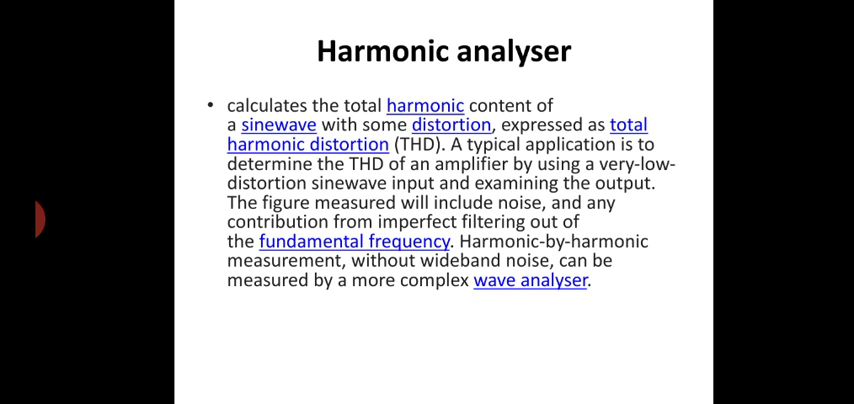 Harmonic analyser
• calculates the total harmonic content of
a sinewave with some distortion, expressed as total
harmonic distortion (THD). A typical application is to
determine the THD of an amplifier by using a very-low-
distortion sinewave input and examining the output.
The figure measured will include noise, and any
contribution from imperfect filtering out of
the fundamental frequency. Harmonic-by-harmonic
measurement, without wideband noise, can be
measured by a more complex wave analyser.